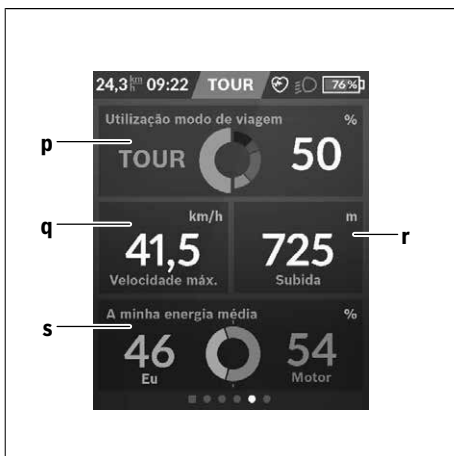 24,3 km/h 09:22 TOUR 76 %
Utilização modo de viagem %
p TOUR 50
q km/h m
41,5 725 r
Velocidade máx. Subida
A minha energia média %
s 46 54
Eu Motor